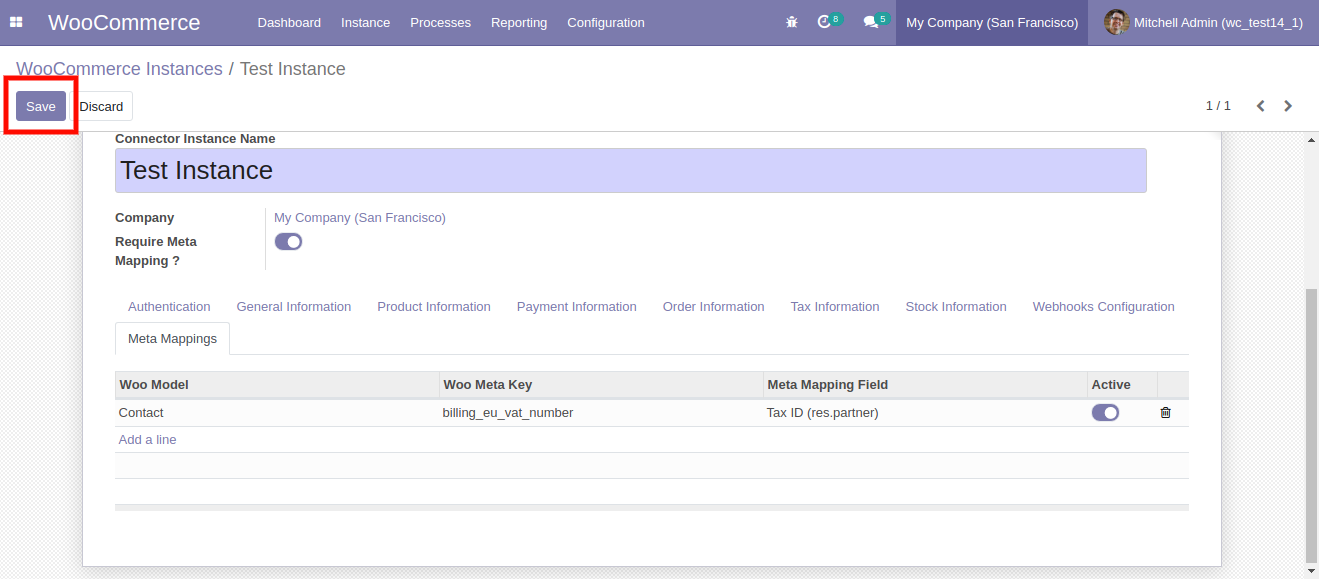 WooCommerce Dashboard Instance Processes Reporting Configuration 8 5 My Company (San Francisco) Mitchell Admin (wc_test14_1)
WooCommerce Instances / Test Instance
Save Discard 1 / 1
Connector Instance Name
Test Instance
Company My Company (San Francisco)
Require Meta
Mapping ?
Authentication General Information Product Information Payment Information Order Information Tax Information Stock Information Webhooks Configuration
Meta Mappings
Woo Model Woo Meta Key Meta Mapping Field Active
Contact billing_eu_vat_number Tax ID (res.partner)
Add a line